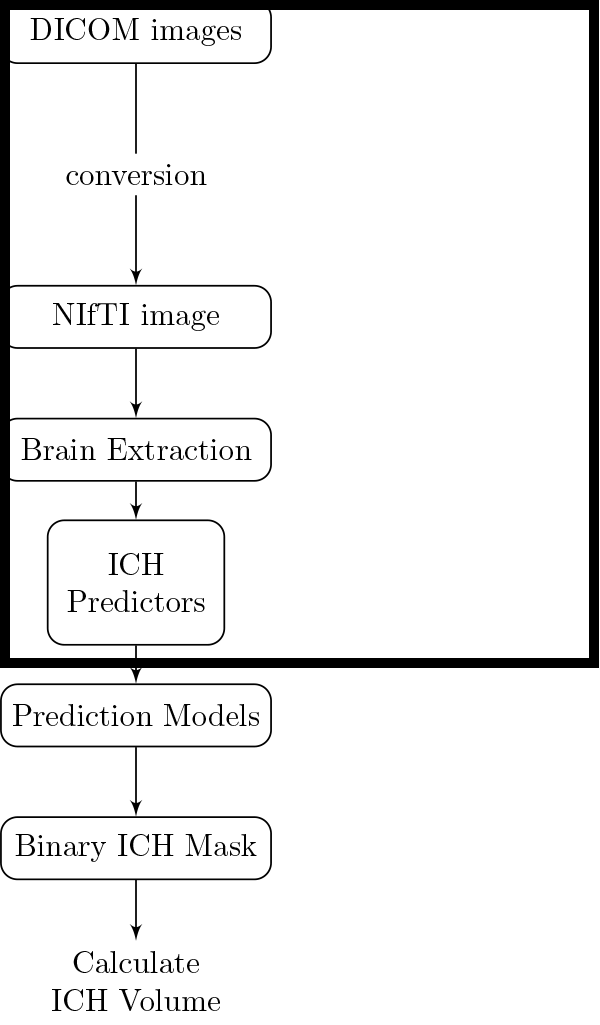 DICOM images
conversion
NIfTI image
Brain Extraction
ICH
Predictors
Prediction Models
Binary ICH Mask
Calculate
ICH Volume